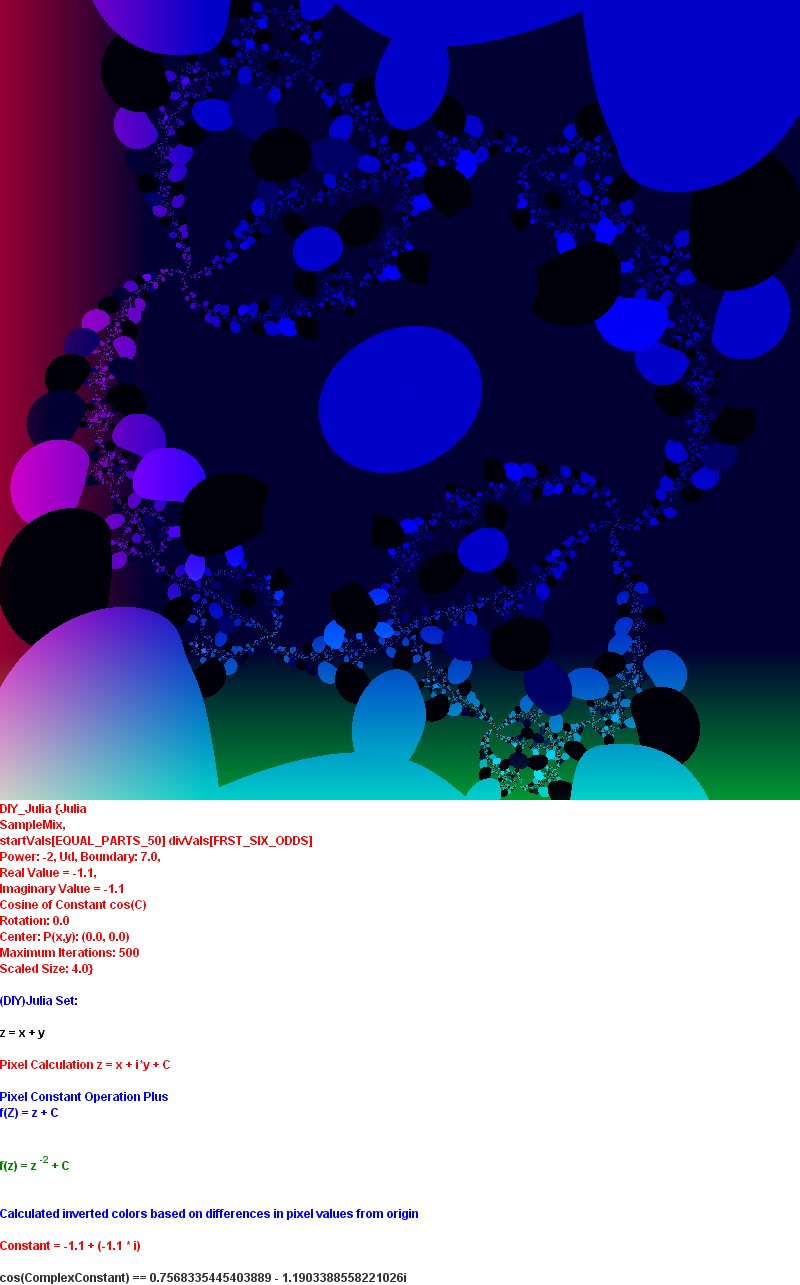 DIY_Julia {Julia
SampleMix,
startVals[EQUAL_PARTS_50] divVals[FRST_SIX_ODDS]
Power: -2, Ud, Boundary: 7.0,
Real Value = -1.1,
Imaginary Value = -1.1
Cosine of Constant cos(C)
Rotation: 0.0
Center: P(x,y): (0.0, 0.0)
Maximum Iterations: 500
Scaled Size: 4.0}
(DIY)Julia Set:
z = x + y
Pixel Calculation z = x + i*y + C
Pixel Constant Operation Plus
f(Z) = z + C
f(z) = z ⁻² + C
Calculated inverted colors based on differences in pixel values from origin
Constant = -1.1 + (-1.1 * i)
cos(ComplexConstant) == 0.7568335445403889 - 1.1903388558221026i